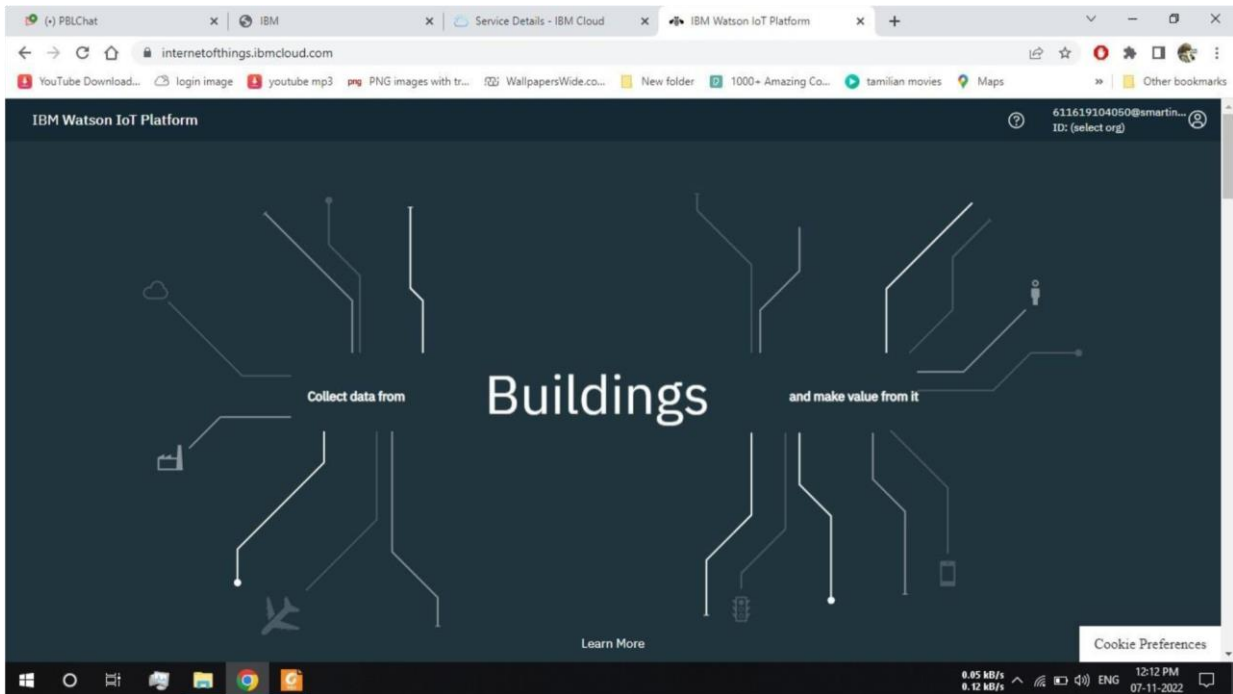 (•) PBLChat
IBM
Service Details - IBM Cloud
IBM Watson IoT Platform
internetofthings.ibmcloud.com
YouTube Download...
login image
youtube mp3
png PNG images with tr...
WallpapersWide.co...
New folder
1000+ Amazing Co...
tamilian movies
Maps
»
Other bookmarks
IBM Watson IoT Platform
611619104050@smartin...
ID: (select org)
Collect data from
Buildings
and make value from it
Learn More
Cookie Preferences
0.05 kB/s
0.12 kB/s
ENG
12:12 PM
07-11-2022